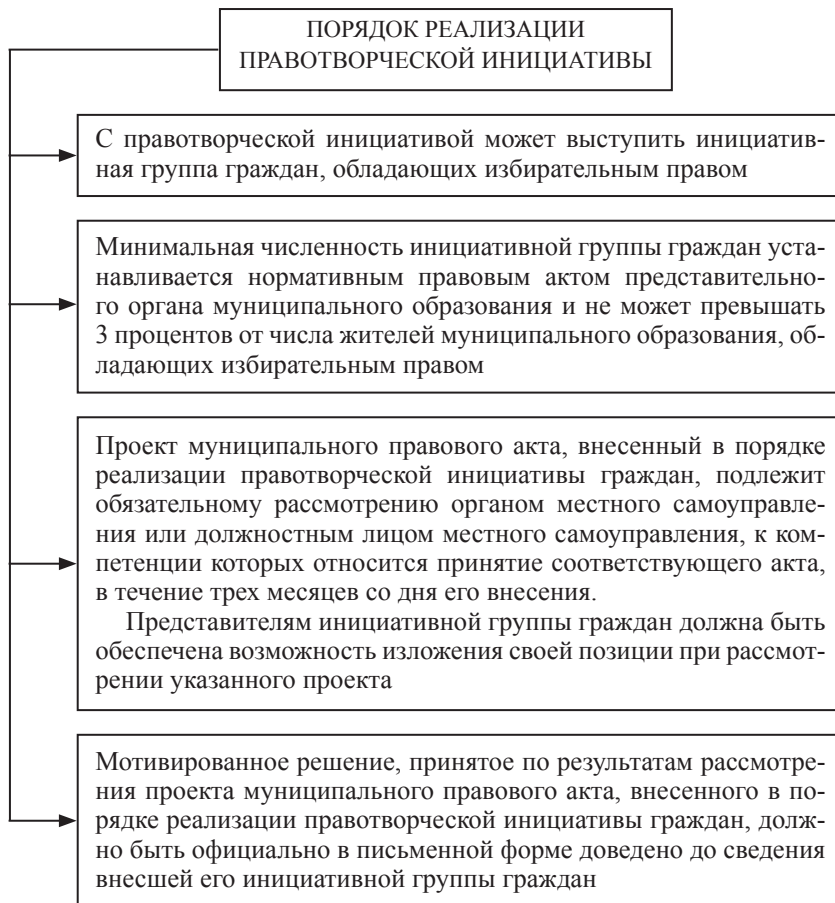 ПОРЯДОК РЕАЛИЗАЦИИ
ПРАВОТВОРЧЕСКОЙ ИНИЦИАТИВЫ
С правотворческой инициативой может выступить инициатив-
ная группа граждан, обладающих избирательным правом
Минимальная численность инициативной группы граждан уста-
навливается нормативным правовым актом представительно-
го органа муниципального образования и не может превышать
3 процентов от числа жителей муниципального образования, об-
ладающих избирательным правом
Проект муниципального правового акта, внесенный в порядке
реализации правотворческой инициативы граждан, подлежит
обязательному рассмотрению органом местного самоуправле-
ния или должностным лицом местного самоуправления, к ком-
петенции которых относится принятие соответствующего акта,
в течение трех месяцев со дня его внесения.
Представителям инициативной группы граждан должна быть
обеспечена возможность изложения своей позиции при рассмот-
рении указанного проекта
Мотивированное решение, принятое по результатам рассмотре-
ния проекта муниципального правового акта, внесенного в по-
рядке реализации правотворческой инициативы граждан, долж-
но быть официально в письменной форме доведено до сведения
внесшей его инициативной группы граждан